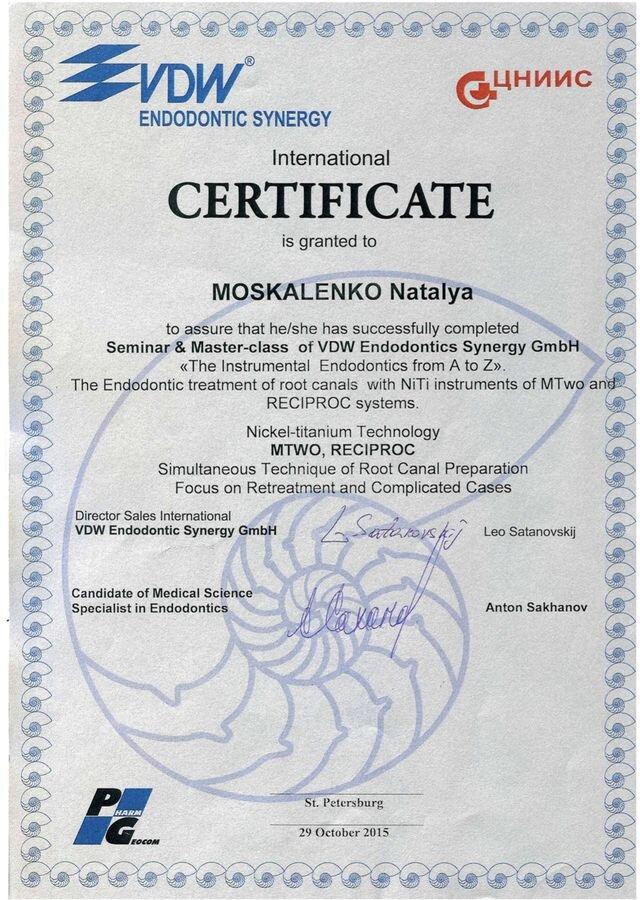 VDW®
ENDODONTIC SYNERGY
ЦНИИС
International
CERTIFICATE
is granted to
MOSKALENKO Natalya
to assure that he/she has successfully completed
Seminar & Master-class of VDW Endodontics Synergy GmbH
«The Instrumental Endodontics from A to Z».
The Endodontic treatment of root canals with NiTi instruments of MTwo and
RECIPROC systems.
Nickel-titanium Technology
MTWO, RECIPROC
Simultaneous Technique of Root Canal Preparation
Focus on Retreatment and Complicated Cases
Director Sales International
VDW Endodontic Synergy GmbH
L. Satanovskij
Leo Satanovskij
Candidate of Medical Science
Specialist in Endodontics
Anton Sakhanov
St. Petersburg
29 October 2015
PHARM
GEOCOM